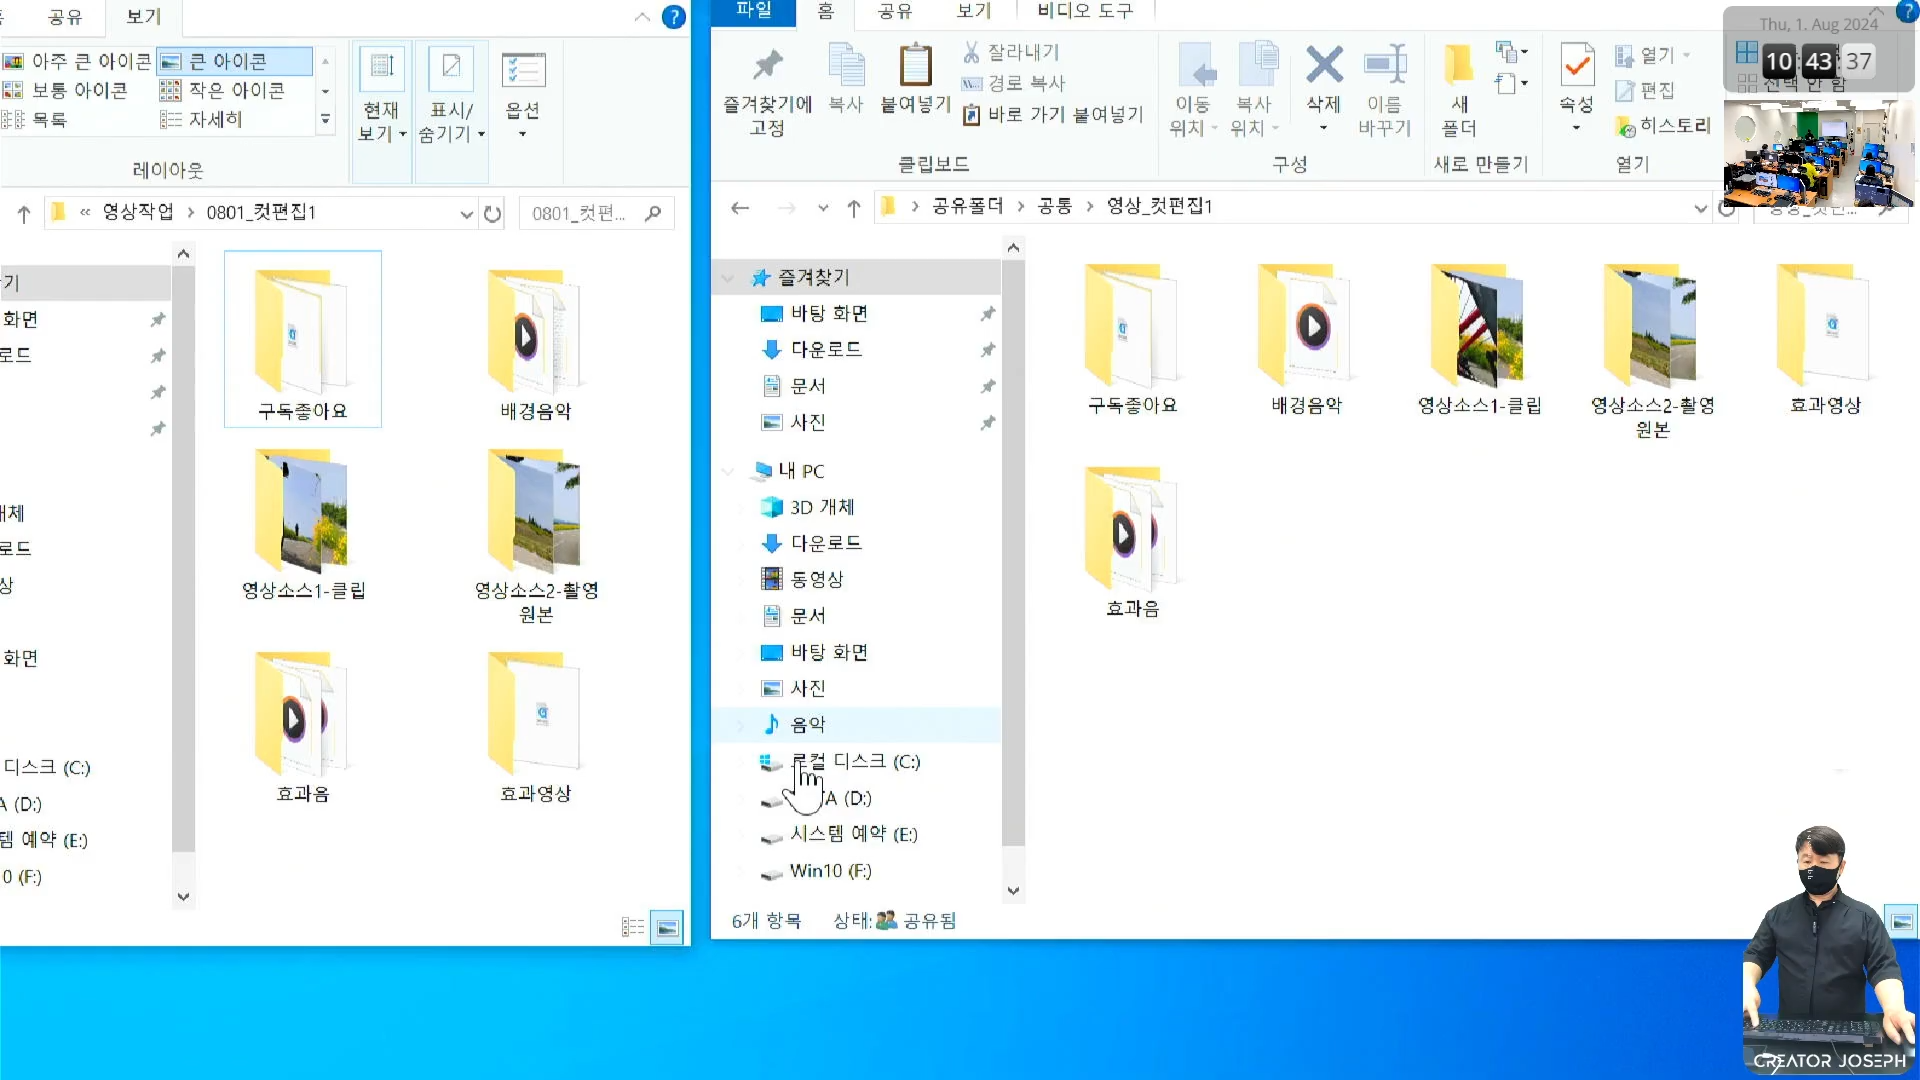 공유
보기
아주 큰 아이콘
큰 아이콘
보통 아이콘
작은 아이콘
목록
자세히
레이아웃
현재
보기
표시/
숨기기
옵션
« 영상작업 > 0801_컷편집1
0801_컷편...
기
화면
로드
개체
로드
상
화면
디스크 (C:)
A (D:)
템 예약 (E:)
0 (F:)
구독좋아요
배경음악
영상소스1-클립
영상소스2-촬영
원본
효과음
효과영상
파일
홈
공유
보기
비디오 도구
즐겨찾기에
고정
복사
붙여넣기
잘라내기
경로 복사
바로 가기 붙여넣기
클립보드
이동
위치
복사
위치
삭제
이름
바꾸기
구성
새
폴더
새로 만들기
속성
열기
편집
히스토리
열기
선택 안 함
Thu, 1. Aug 2024
10 43 37
> 공유폴더 > 공통 > 영상_컷편집1
즐겨찾기
바탕 화면
다운로드
문서
사진
내 PC
3D 개체
다운로드
동영상
문서
바탕 화면
사진
음악
로컬 디스크 (C:)
A (D:)
시스템 예약 (E:)
Win10 (F:)
구독좋아요
배경음악
영상소스1-클립
영상소스2-촬영
원본
효과영상
효과음
6개 항목
상태: 공유됨
CREATOR JOSEPH